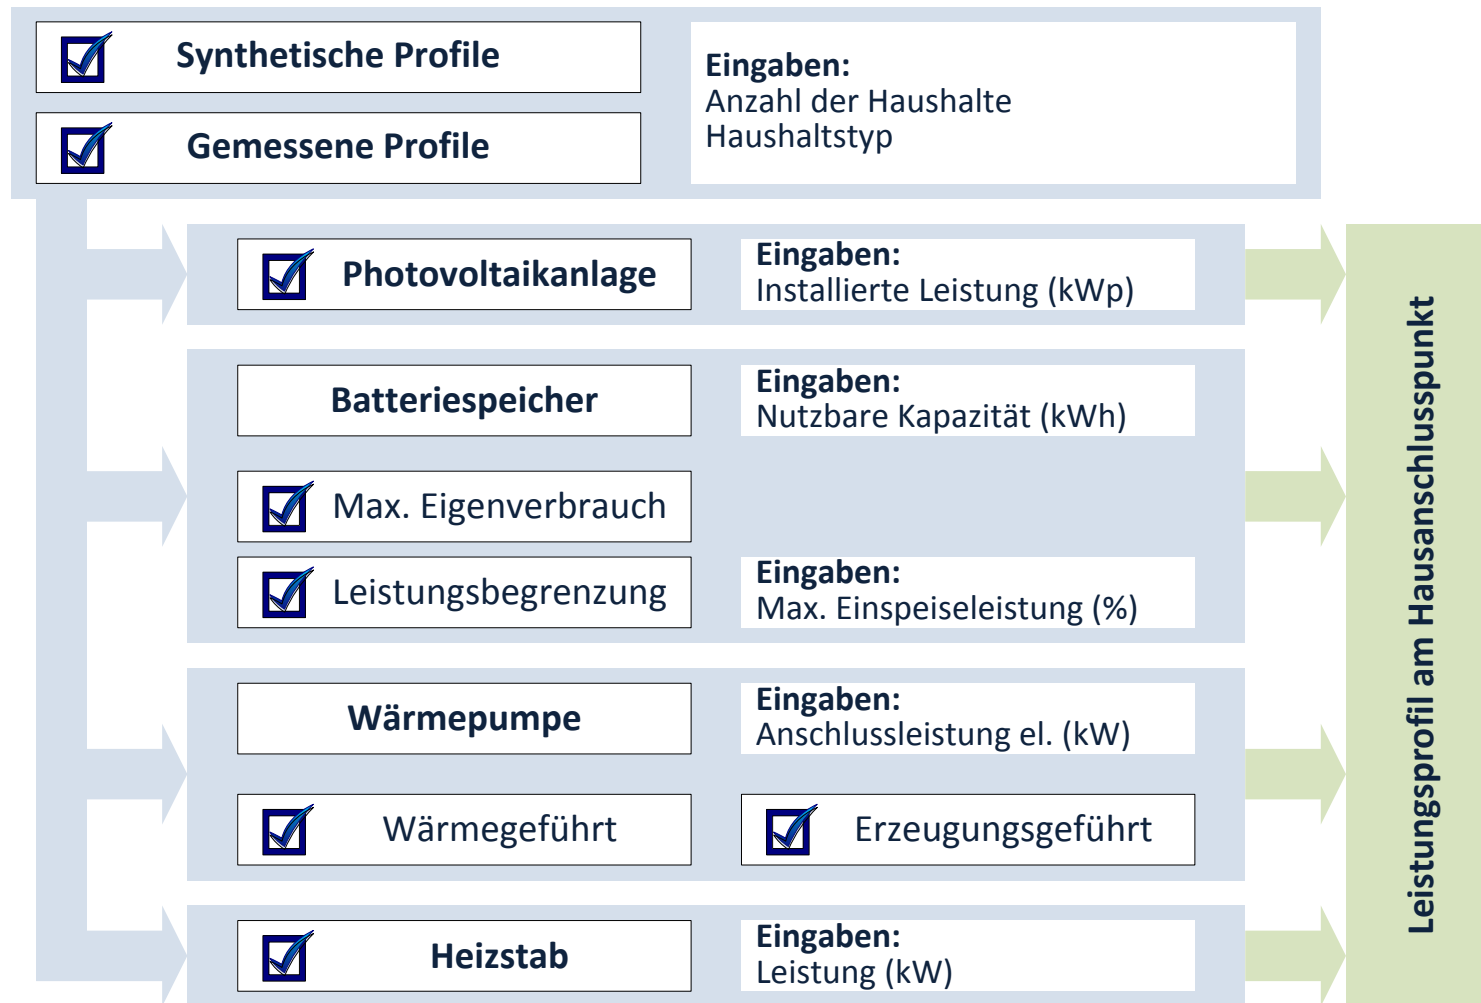 Synthetische Profile
Gemessene Profile
Eingaben:
Anzahl der Haushalte
Haushaltstyp
Photovoltaikanlage
Eingaben:
Installierte Leistung (kWp)
Batteriespeicher
Eingaben:
Nutzbare Kapazität (kWh)
Max. Eigenverbrauch
Leistungsbegrenzung
Eingaben:
Max. Einspeiseleistung (%)
Wärmepumpe
Eingaben:
Anschlussleistung el. (kW)
Wärmegeführt
Erzeugungsgeführt
Heizstab
Eingaben:
Leistung (kW)
Leistungsprofil am Hausanschlusspunkt